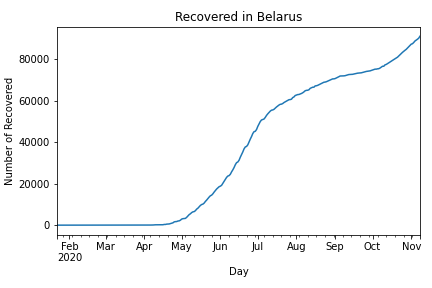 Recovered in Belarus
Number of Recovered
80000
60000
40000
20000
0
Feb Mar Apr May Jun Jul Aug Sep Oct Nov
2020
Day